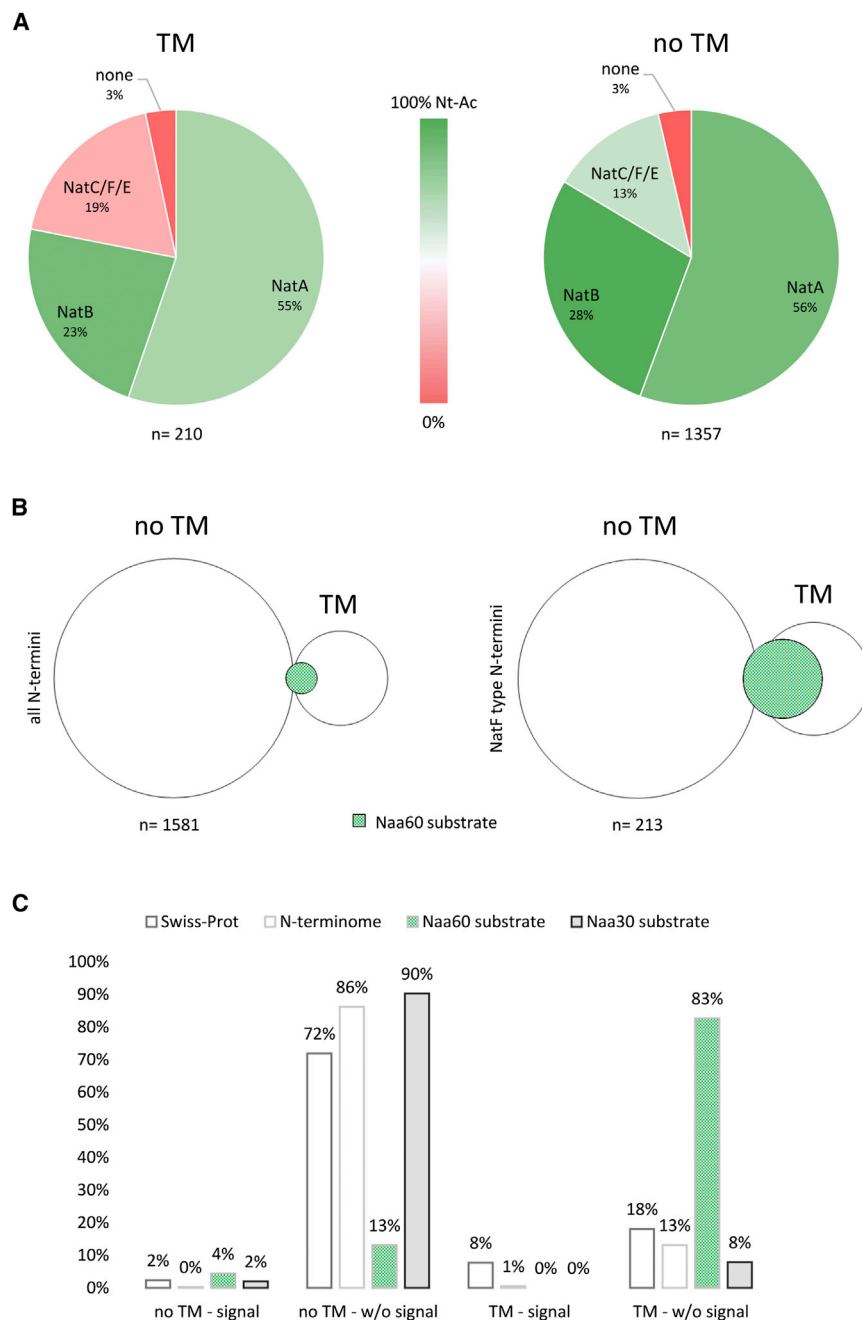 A
TM
no TM
none
3%
100% Nt-Ac
none
3%
NatC/F/E
19%
NatC/F/E
13%
NatA
55%
NatB
23%
NatA
56%
NatB
28%
0%
n= 210
n= 1357
B
no TM
no TM
TM
TM
all N-termini
NatF type N-termini
n= 1581
Naa60 substrate
n= 213
C
Swiss-Prot
N-terminome
Naa60 substrate
Naa30 substrate
100%
90%
80%
70%
60%
50%
40%
30%
20%
10%
0%
2%
0%
4%
2%
72%
86%
13%
90%
8%
1%
0%
0%
18%
13%
83%
8%
no TM - signal
no TM - w/o signal
TM - signal
TM - w/o signal